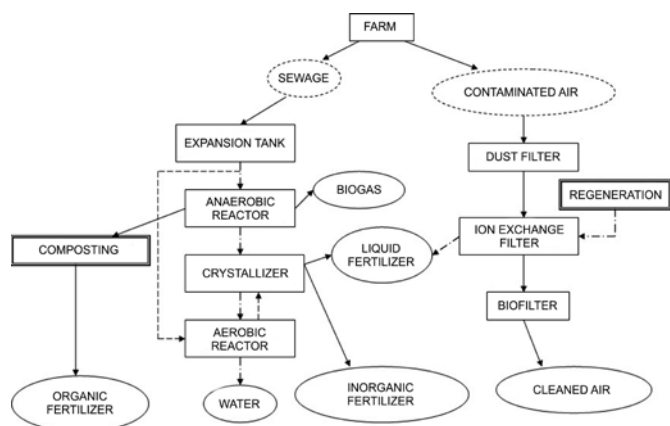 FARM
SEWAGE
CONTAMINATED AIR
EXPANSION TANK
DUST FILTER
BIOGAS
REGENERATION
ANAEROBIC
REACTOR
COMPOSTING
LIQUID
FERTILIZER
ION EXCHANGE
FILTER
CRYSTALLIZER
BIOFILTER
AEROBIC
REACTOR
ORGANIC
FERTILIZER
WATER
INORGANIC
FERTILIZER
CLEANED AIR